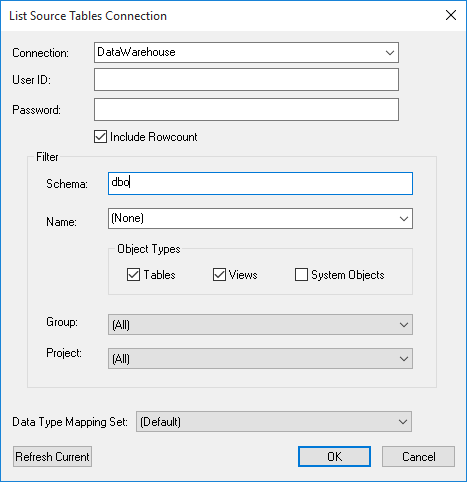 List Source Tables Connection
Connection: DataWarehouse
User ID:
Password:
Include Rowcount
Filter
Schema: dbo
Name: (None)
Object Types
Tables Views System Objects
Group: (All)
Project: (All)
Data Type Mapping Set: (Default)
Refresh Current OK Cancel